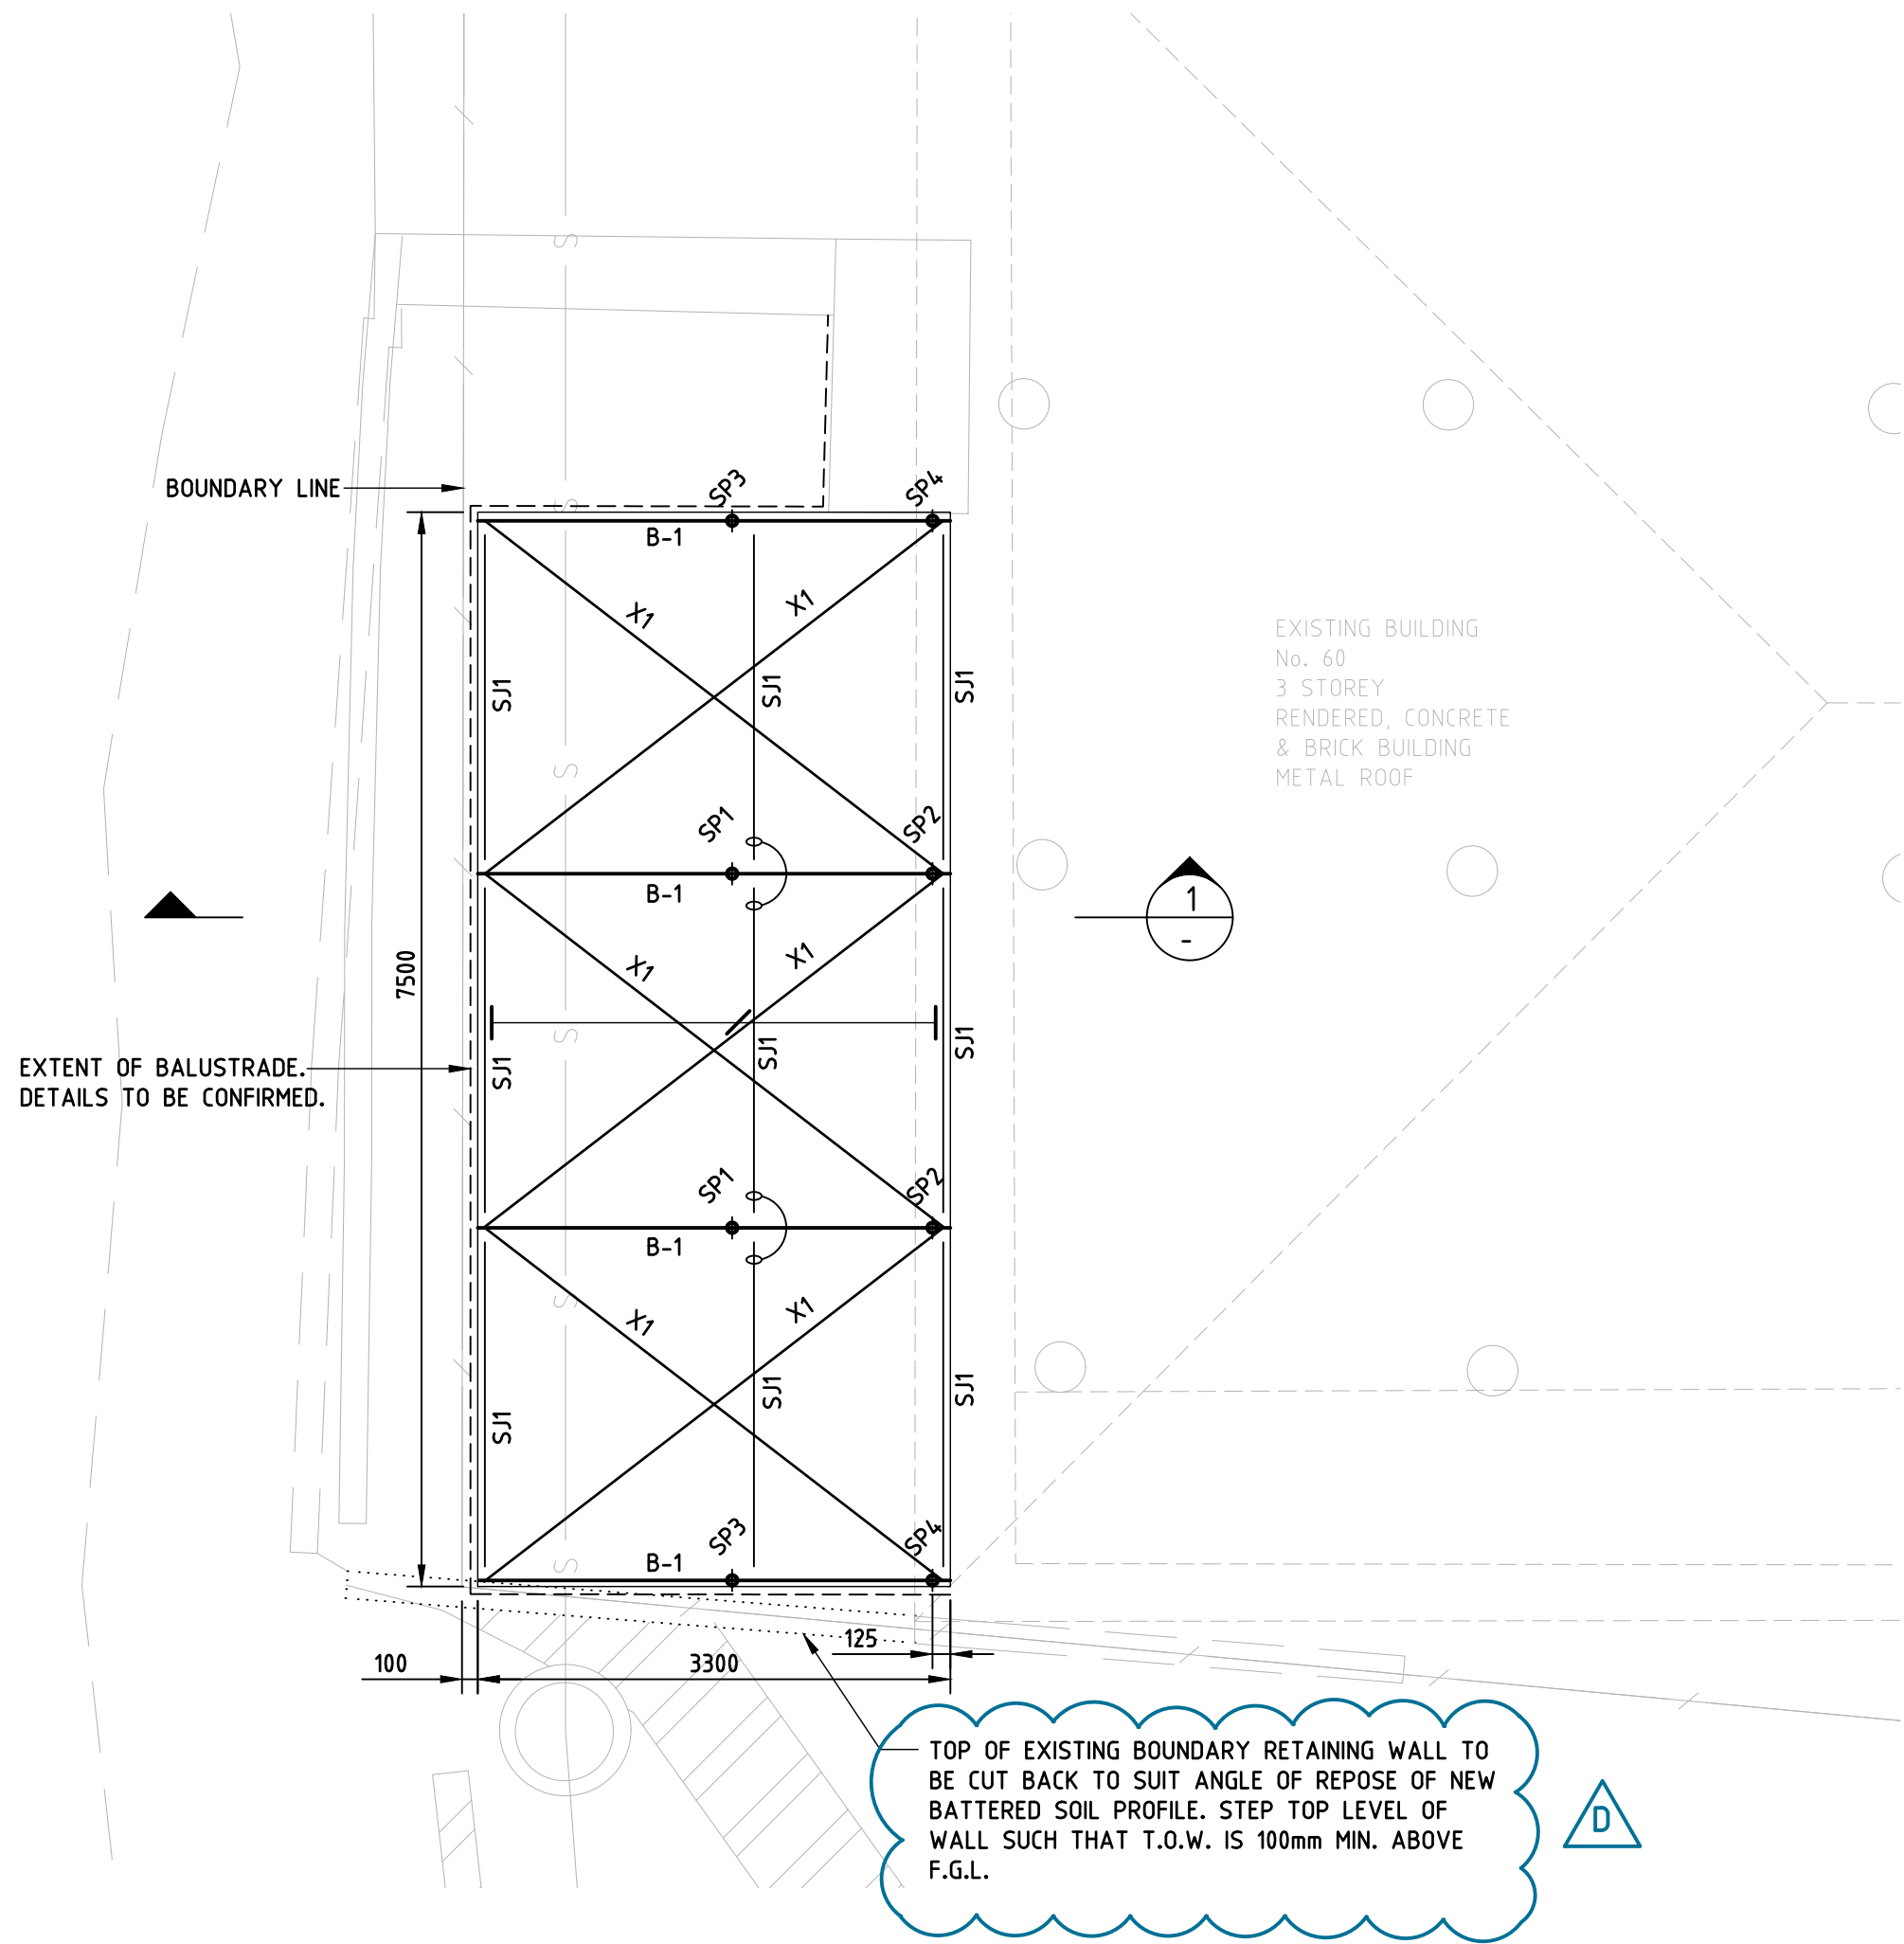 S
S
BOUNDARY LINE
SP3
SP4
B-1
X1
X1
EXISTING BUILDING
No. 60
3 STOREY
RENDERED, CONCRETE
& BRICK BUILDING
METAL ROOF
SJ1
SJ1
SJ1
S
SP1
SP2
B-1
1
-
7500
X1
X1
S
SJ1
SJ1
SJ1
EXTENT OF BALUSTRADE.
DETAILS TO BE CONFIRMED.
SP1
SP2
B-1
S
X1
X1
SJ1
SJ1
SJ1
SP3
SP4
B-1
S
125
100
3300
TOP OF EXISTING BOUNDARY RETAINING WALL TO
BE CUT BACK TO SUIT ANGLE OF REPOSE OF NEW
BATTERED SOIL PROFILE. STEP TOP LEVEL OF
WALL SUCH THAT T.O.W. IS 100mm MIN. ABOVE
F.G.L.
D